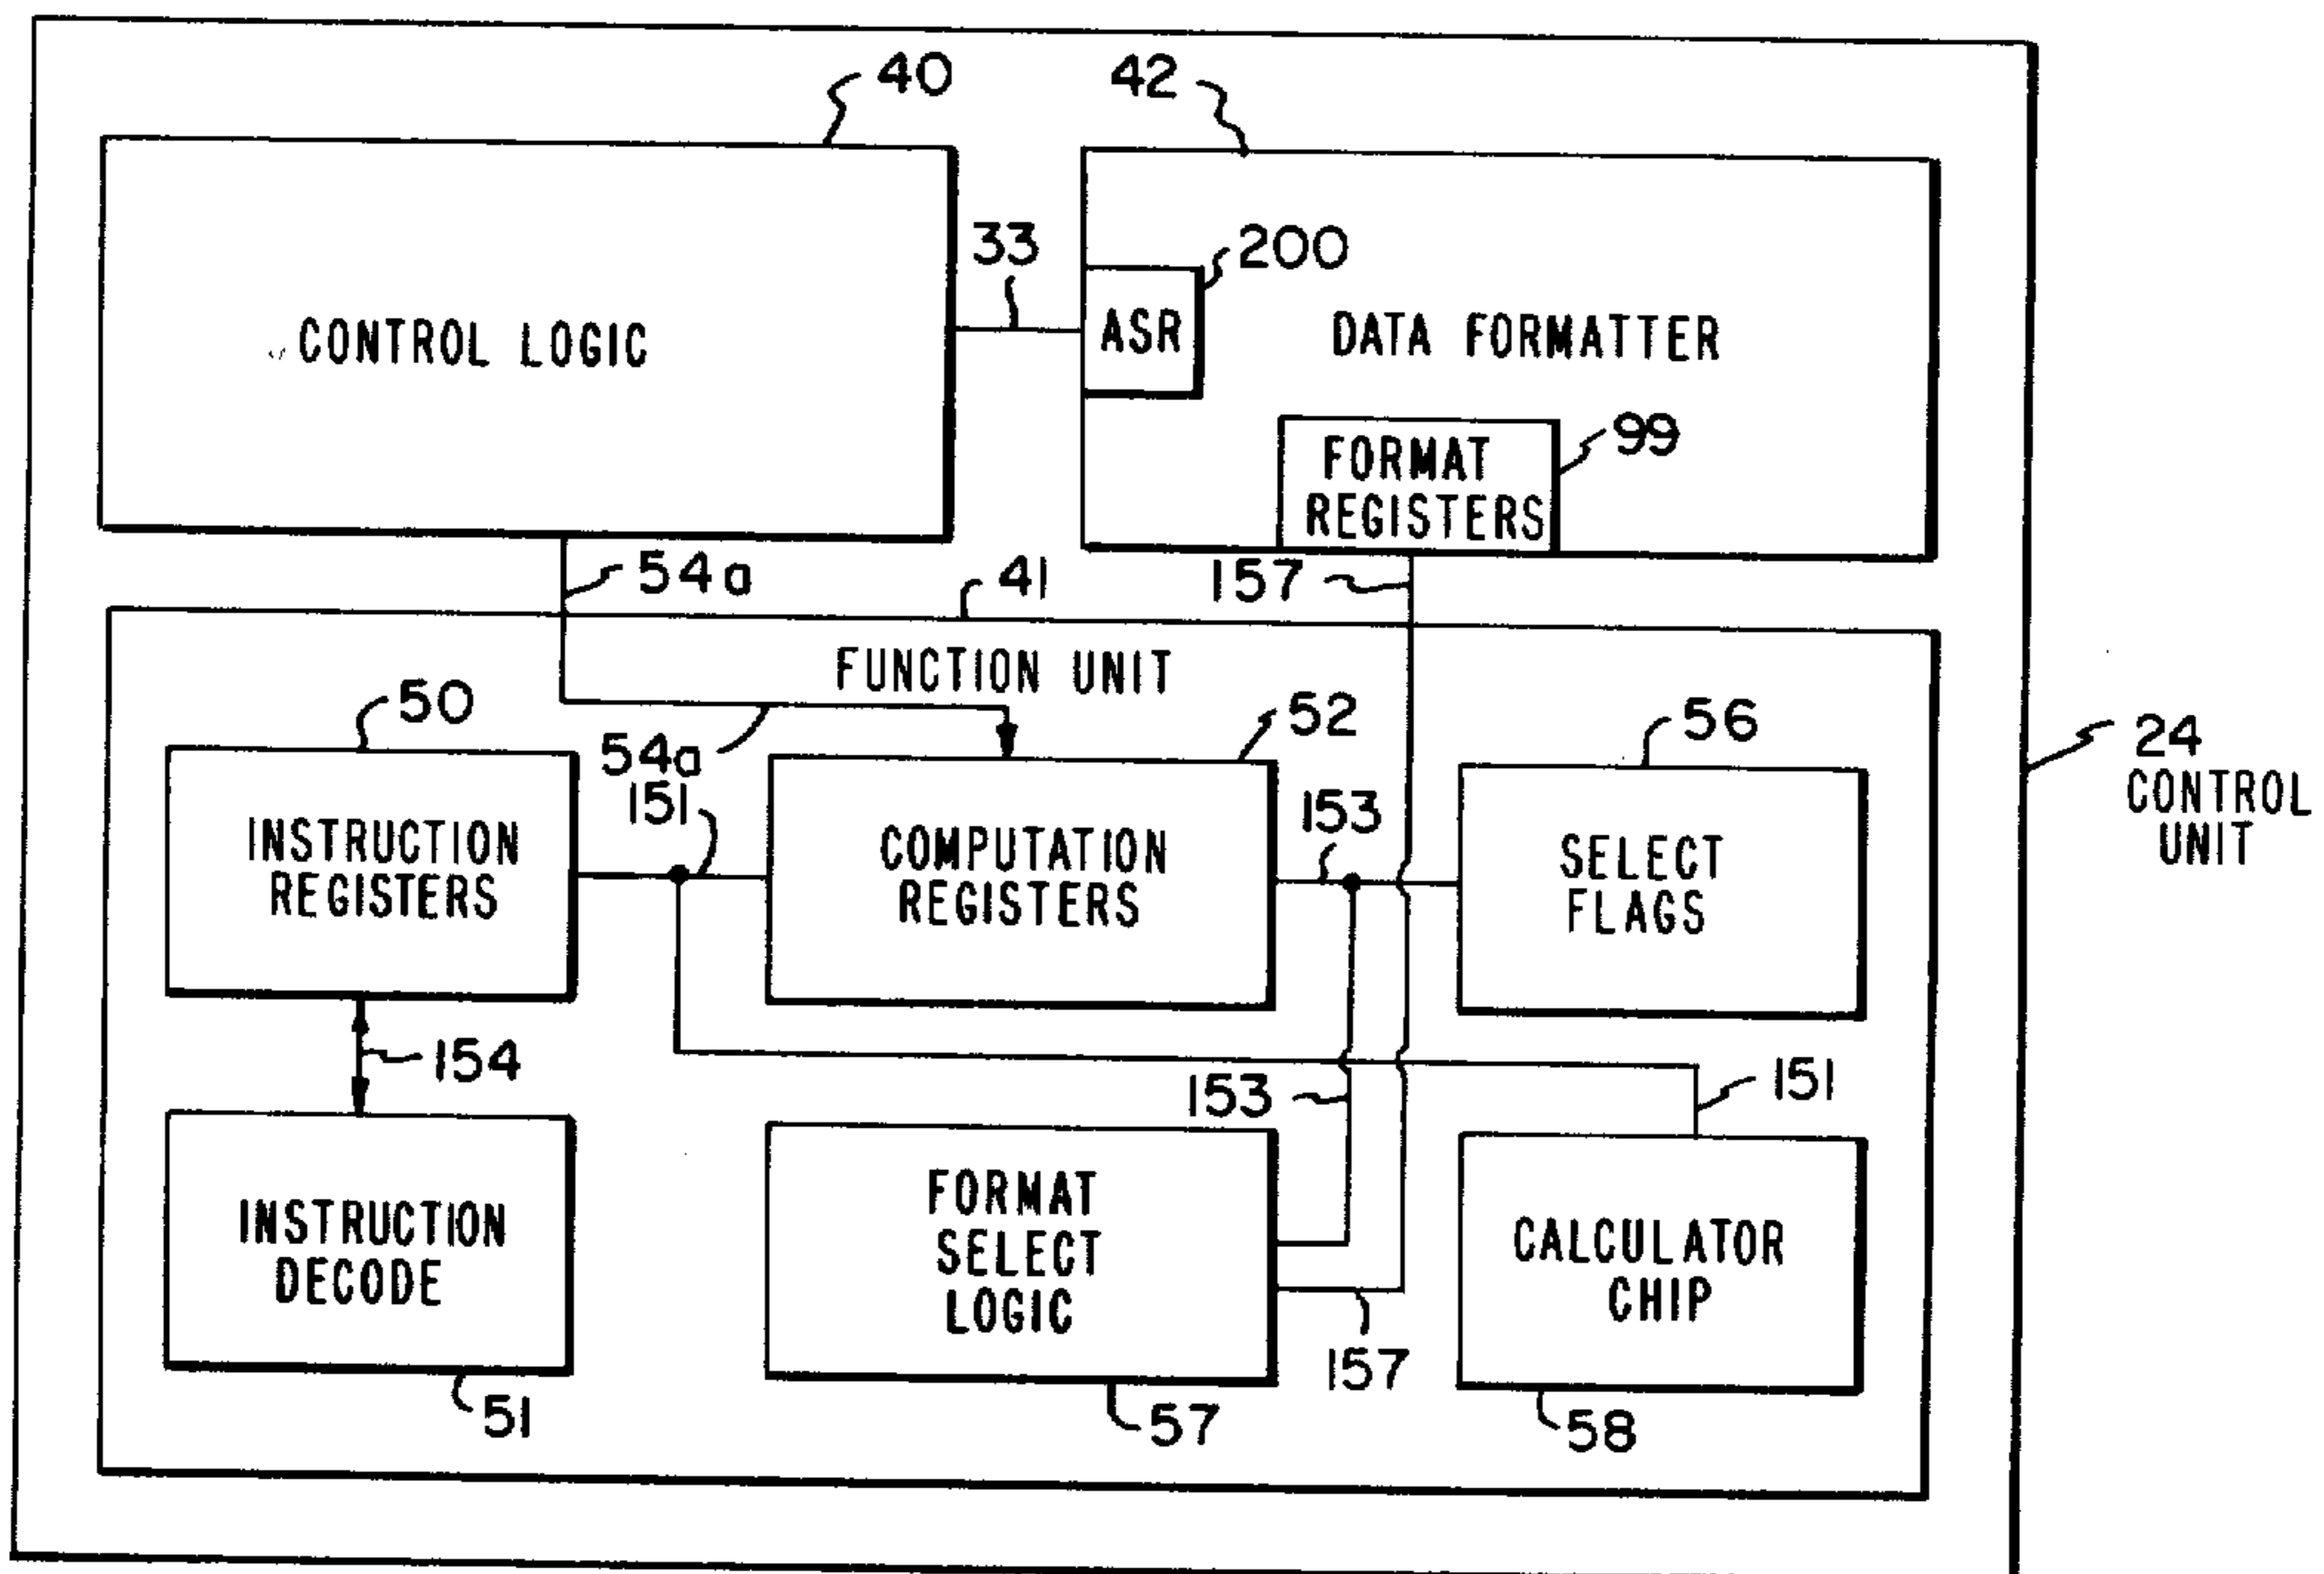 40
42
33
200
CONTROL LOGIC
ASR
DATA FORMATTER
99
FORMAT
REGISTERS
54a
41
157
FUNCTION UNIT
50
54a
52
56
24
CONTROL
UNIT
151
153
INSTRUCTION
REGISTERS
COMPUTATION
REGISTERS
SELECT
FLAGS
154
153
151
INSTRUCTION
DECODE
FORMAT
SELECT
LOGIC
CALCULATOR
CHIP
157
51
57
58